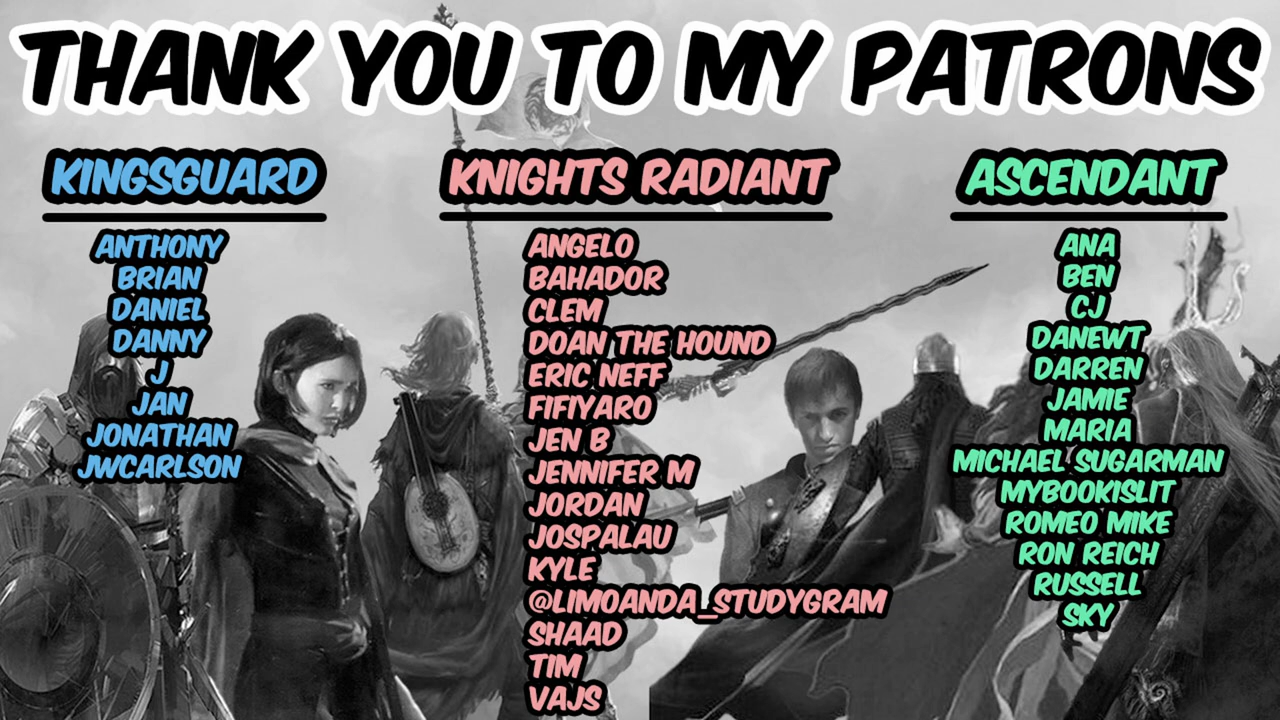 THANK YOU TO MY PATRONS
KINGSGUARD
ANTHONY
BRIAN
DANIEL
DANNY
J
JAN
JONATHAN
JWCARLSON
KNIGHTS RADIANT
ANGELO
BAHADOR
CLEM
DOAN THE HOUND
ERIC NEFF
FIFIYARO
JEN B
JENNIFER M
JORDAN
JOSPALAU
KYLE
@LIMOANDA_STUDYGRAM
SHAAD
TIM
VAJS
ASCENDANT
ANA
BEN
CJ
DANEWT
DARREN
JAMIE
MARIA
MICHAEL SUGARMAN
MYBOOKISLIT
ROMEO MIKE
RON REICH
RUSSELL
SKY